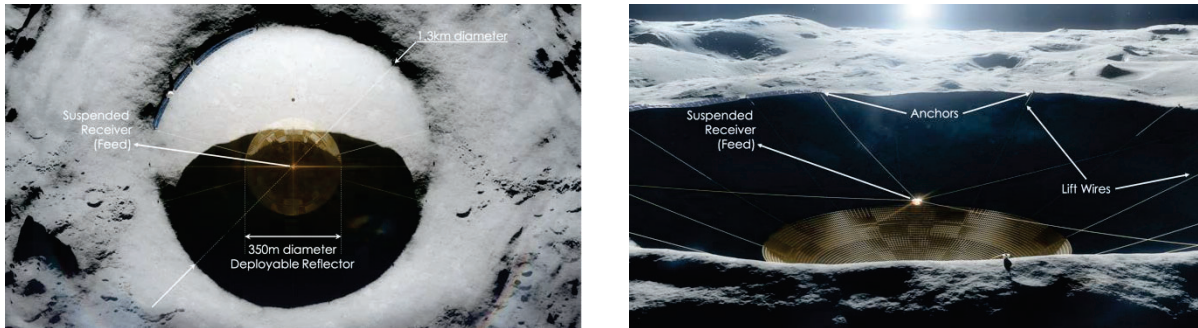 1.3km diameter
Suspended
Receiver
(Feed)
350m diameter
Deployable Reflector
Suspended
Receiver
(Feed)
Anchors
Lift Wires